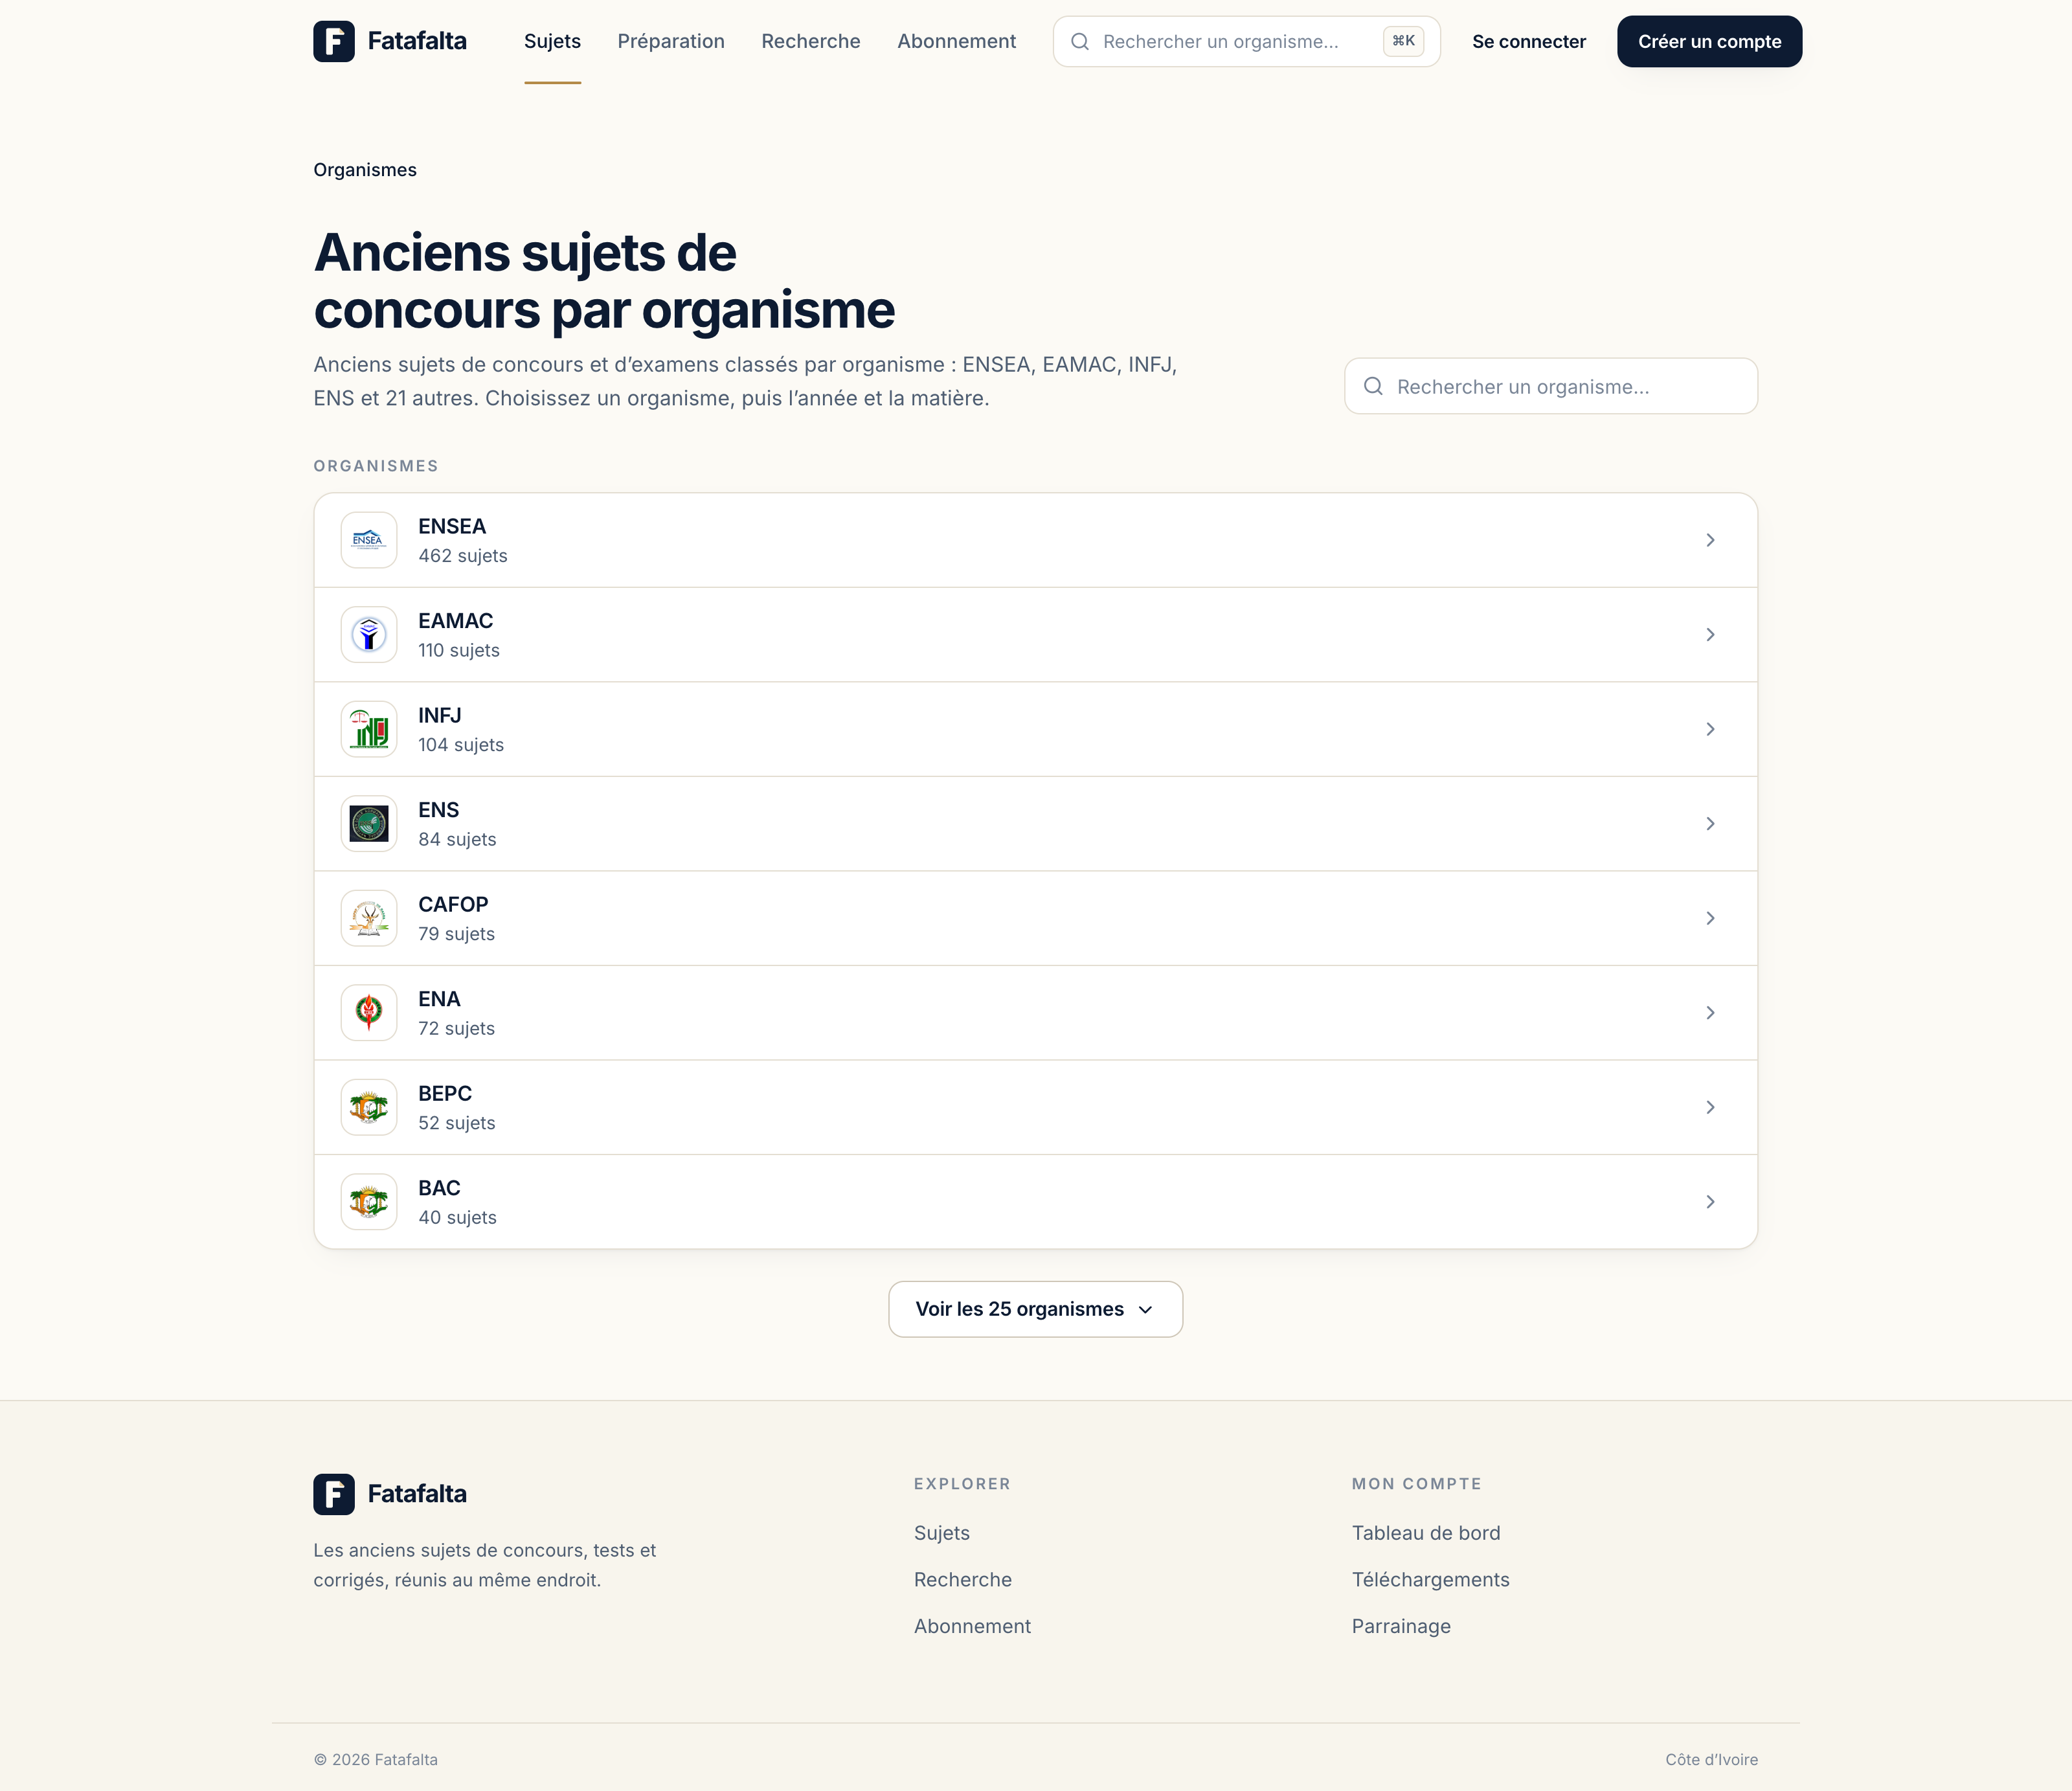 Fatafalta
Sujets
Préparation
Recherche
Abonnement
Rechercher un organisme...
⌘K
Se connecter
Créer un compte
Organismes
Anciens sujets de
concours par organisme
Anciens sujets de concours et d’examens classés par organisme : ENSEA, EAMAC, INFJ,
ENS et 21 autres. Choisissez un organisme, puis l’année et la matière.
Rechercher un organisme...
ORGANISMES
ENSEA
ENSEA
462 sujets
EAMAC
110 sujets
INFJ
INFJ
104 sujets
ENS
84 sujets
CAFOP
79 sujets
ENA
72 sujets
BEPC
52 sujets
BAC
40 sujets
Voir les 25 organismes
Fatafalta
Les anciens sujets de concours, tests et
corrigés, réunis au même endroit.
EXPLORER
Sujets
Recherche
Abonnement
MON COMPTE
Tableau de bord
Téléchargements
Parrainage
© 2026 Fatafalta
Côte d’Ivoire